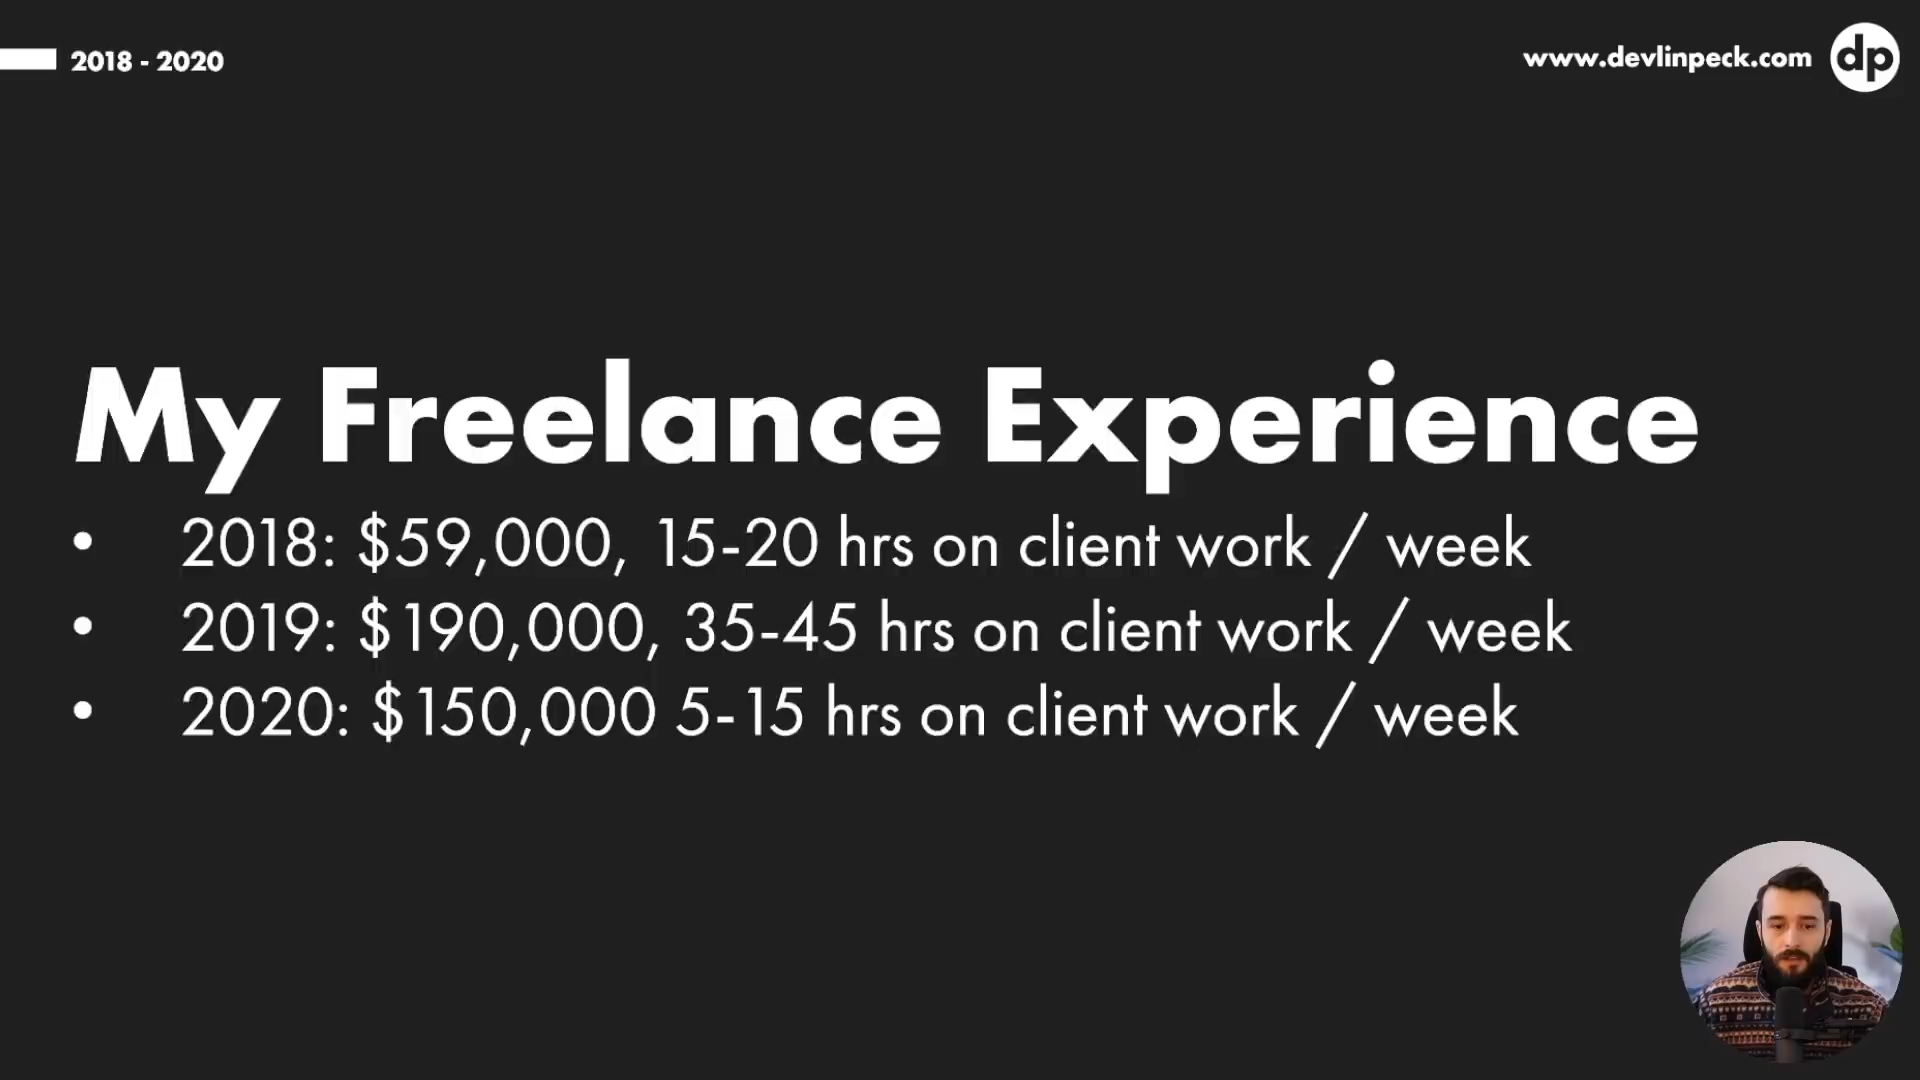 2018 - 2020
www.devlinpeck.com
dp
My Freelance Experience
• 2018: $59,000, 15-20 hrs on client work / week
• 2019: $190,000, 35-45 hrs on client work / week
• 2020: $150,000 5-15 hrs on client work / week